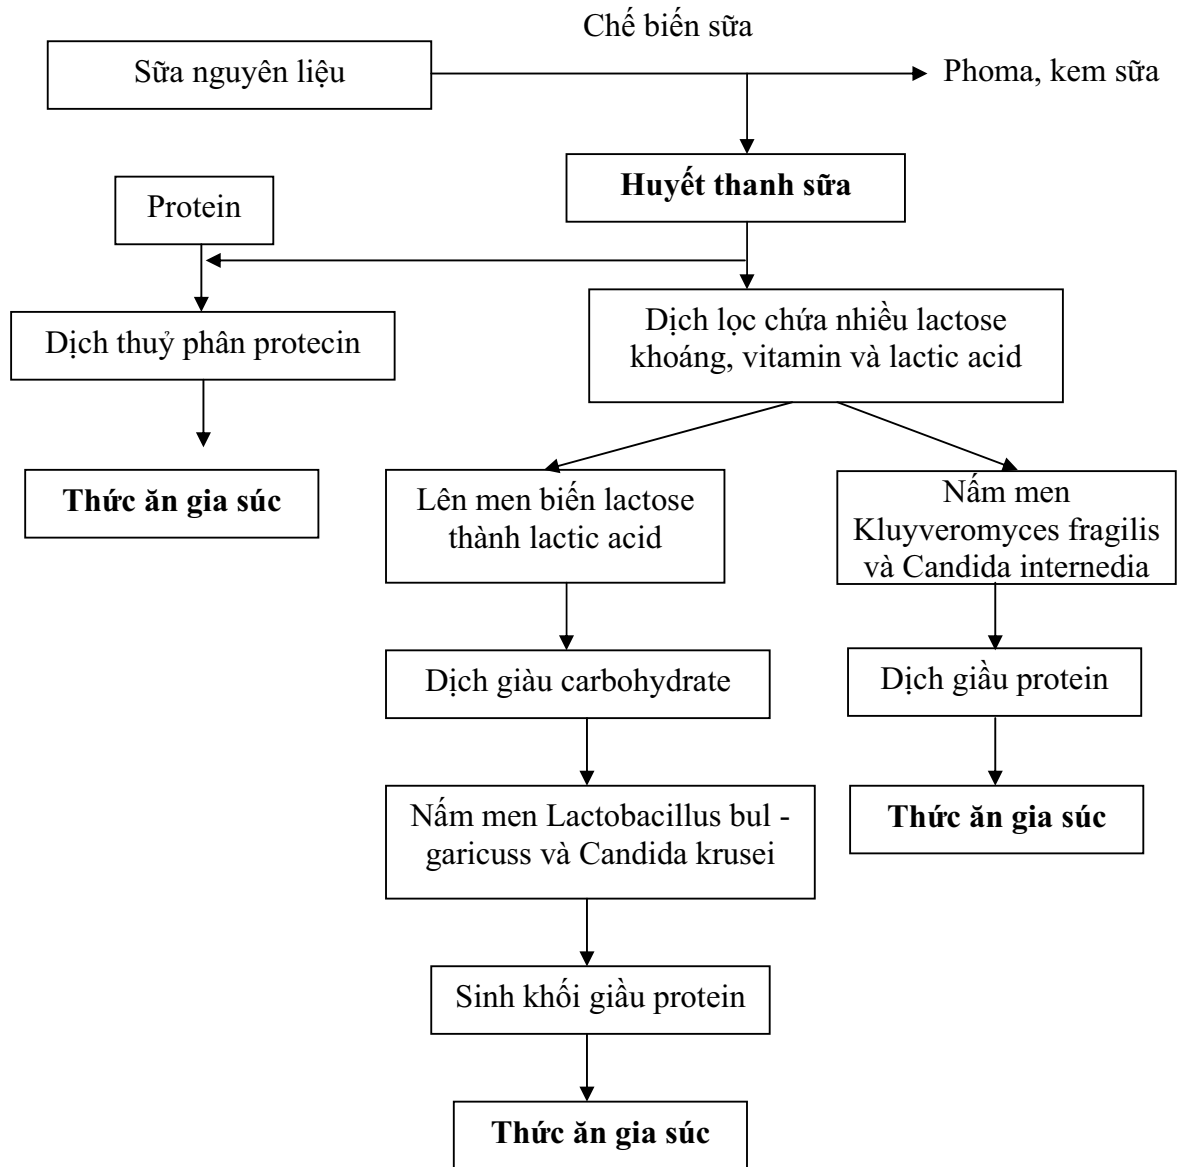 Chế biến sữa
Sữa nguyên liệu
Phoma, kem sữa
Huyết thanh sữa
Protein
Dịch thuỷ phân protecin
Dịch lọc chứa nhiều lactose
khoáng, vitamin và lactic acid
Thức ăn gia súc
Lên men biến lactose
thành lactic acid
Nấm men
Kluyveromyces fragilis
và Candida internedia
Dịch giàu carbohydrate
Dịch giầu protein
Nấm men Lactobacillus bul -
garicuss và Candida krusei
Thức ăn gia súc
Sinh khối giầu protein
Thức ăn gia súc